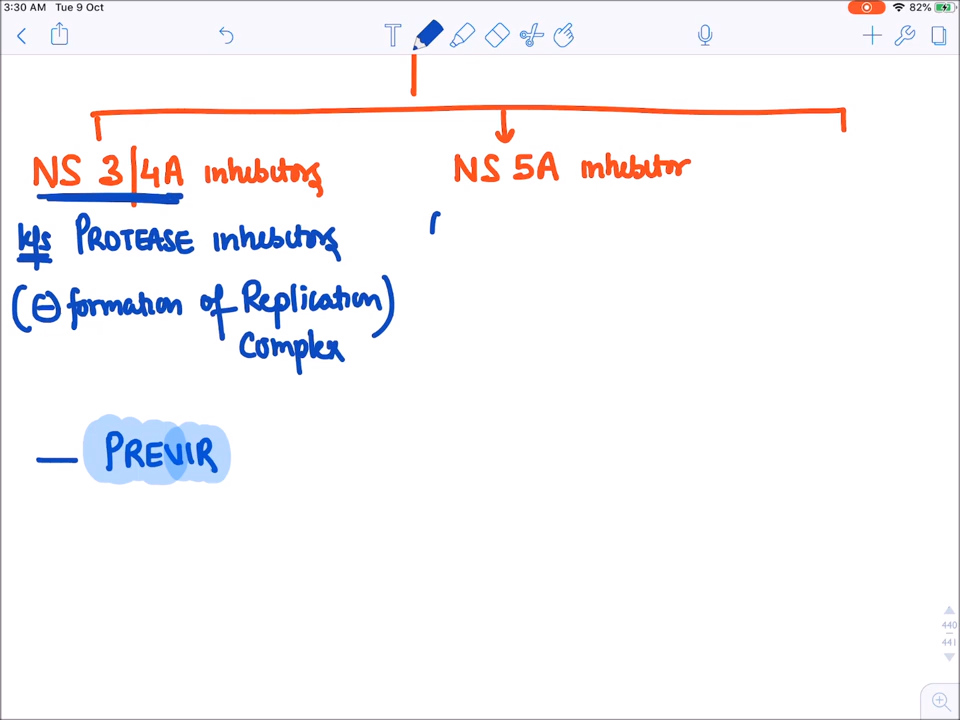 3:30 AM Tue 9 Oct 82%
T
NS 3|4A inhibitors NS 5A inhibitor
k/s PROTEASE inhibitors
(⊖ formation of Replication)
Complex
— PREVIR
440
441